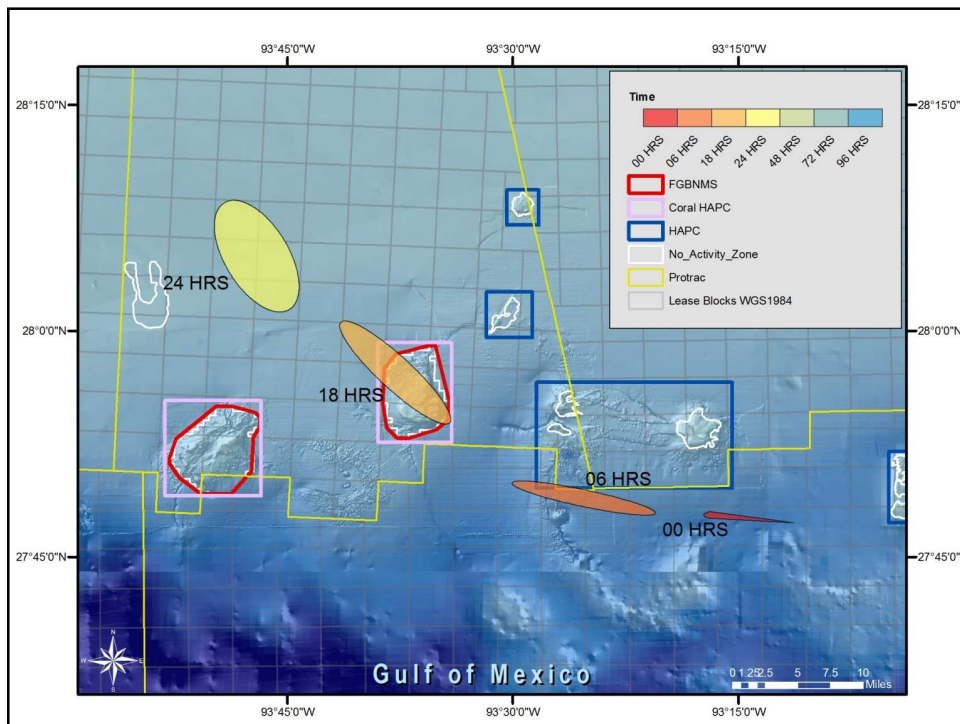 93°45'0"W
93°30'0"W
93°15'0"W
28°15'0"N
28°15'0"N
Time
00 HRS
06 HRS
18 HRS
24 HRS
48 HRS
72 HRS
96 HRS
FGBNMS
Coral HAPC
HAPC
No_Activity_Zone
Protrac
Lease Blocks WGS1984
24 HRS
28°0'0"N
28°0'0"N
18 HRS
06 HRS
00 HRS
27°45'0"N
27°45'0"N
N
W
E
S
Gulf of Mexico
0 1.25 2.5 5 7.5 10
Miles
93°45'0"W
93°30'0"W
93°15'0"W